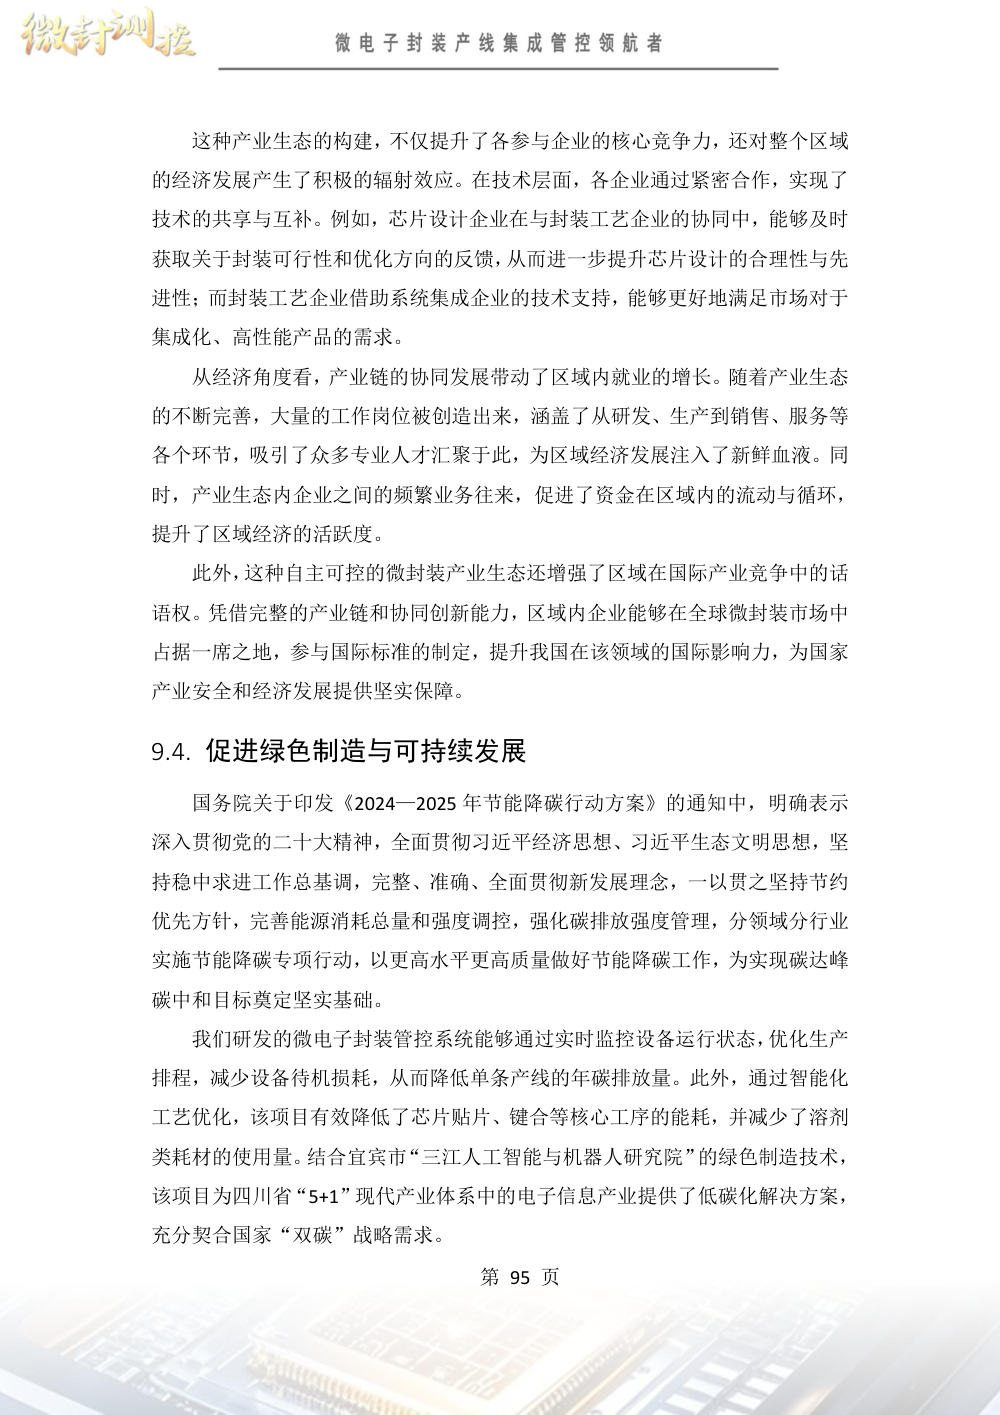 微封测控
微电子封装产线集成管控领航者
这种产业生态的构建，不仅提升了各参与企业的核心竞争力，还对整个区域
的经济发展产生了积极的辐射效应。在技术层面，各企业通过紧密合作，实现了
技术的共享与互补。例如，芯片设计企业在与封装工艺企业的协同中，能够及时
获取关于封装可行性和优化方向的反馈，从而进一步提升芯片设计的合理性与先
进性；而封装工艺企业借助系统集成企业的技术支持，能够更好地满足市场对于
集成化、高性能产品的需求。
从经济角度看，产业链的协同发展带动了区域内就业的增长。随着产业生态
的不断完善，大量的工作岗位被创造出来，涵盖了从研发、生产到销售、服务等
各个环节，吸引了众多专业人才汇聚于此，为区域经济发展注入了新鲜血液。同
时，产业生态内企业之间的频繁业务往来，促进了资金在区域内的流动与循环，
提升了区域经济的活跃度。
此外，这种自主可控的微封装产业生态还增强了区域在国际产业竞争中的话
语权。凭借完整的产业链和协同创新能力，区域内企业能够在全球微封装市场中
占据一席之地，参与国际标准的制定，提升我国在该领域的国际影响力，为国家
产业安全和经济发展提供坚实保障。
9.4. 促进绿色制造与可持续发展
国务院关于印发《2024—2025 年节能降碳行动方案》的通知中，明确表示
深入贯彻党的二十大精神，全面贯彻习近平经济思想、习近平生态文明思想，坚
持稳中求进工作总基调，完整、准确、全面贯彻新发展理念，一以贯之坚持节约
优先方针，完善能源消耗总量和强度调控，强化碳排放强度管理，分领域分行业
实施节能降碳专项行动，以更高水平更高质量做好节能降碳工作，为实现碳达峰
碳中和目标奠定坚实基础。
我们研发的微电子封装管控系统能够通过实时监控设备运行状态，优化生产
排程，减少设备待机损耗，从而降低单条产线的年碳排放量。此外，通过智能化
工艺优化，该项目有效降低了芯片贴片、键合等核心工序的能耗，并减少了溶剂
类耗材的使用量。结合宜宾市“三江人工智能与机器人研究院”的绿色制造技术，
该项目为四川省“5+1”现代产业体系中的电子信息产业提供了低碳化解决方案，
充分契合国家“双碳”战略需求。
第 95 页